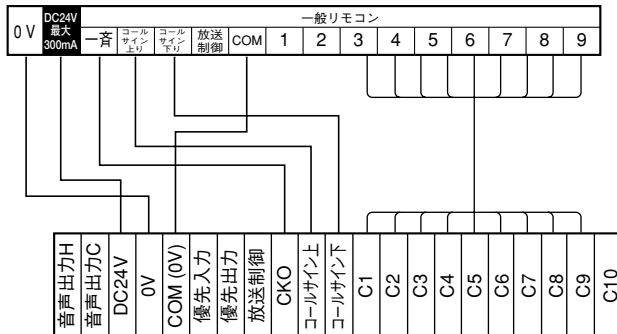 一般リモコン
0 V
DC24V
最大
300mA
一斉
コール
サイン
上り
コール
サイン
下り
放送
制御
COM
1
2
3
4
5
6
7
8
9
音声出力H
音声出力C
DC24V
0V
COM (0V)
優先入力
優先出力
放送制御
CKO
コールサイン上
コールサイン下
C1
C2
C3
C4
C5
C6
C7
C8
C9
C10